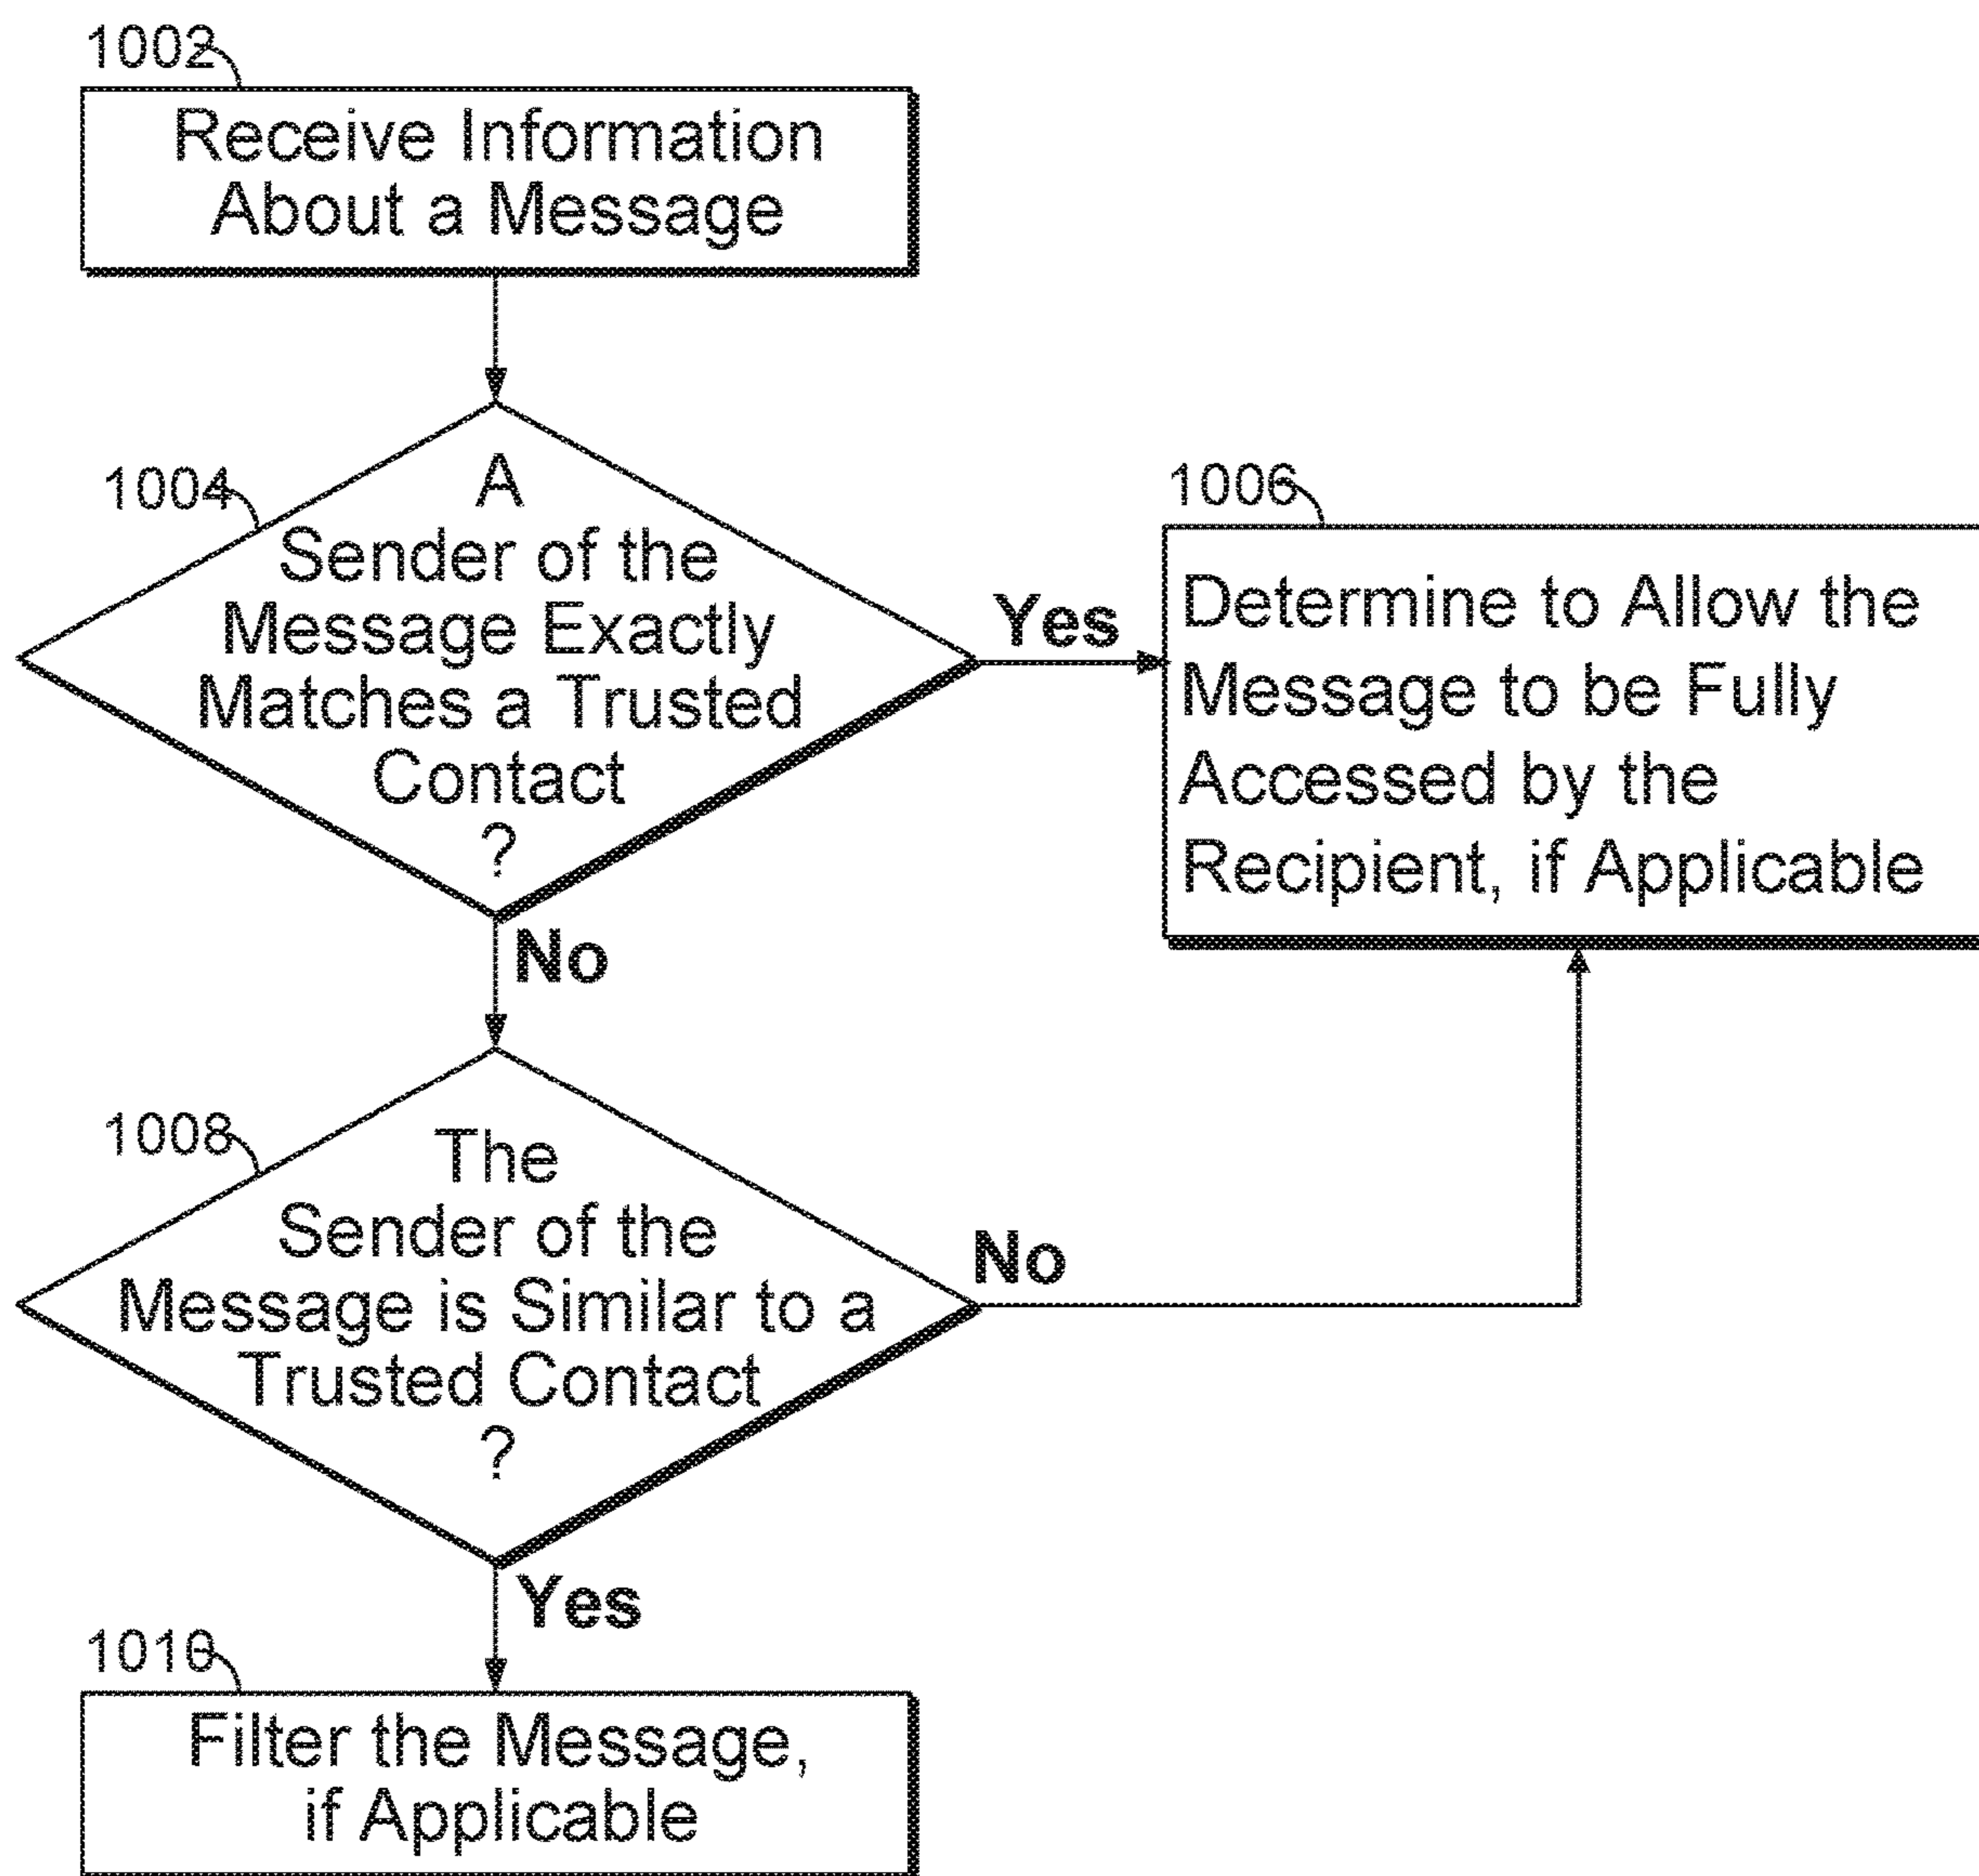 1002
Receive Information
About a Message
1004
A
Sender of the
Message Exactly
Matches a Trusted
Contact
?
Yes
1006
Determine to Allow the
Message to be Fully
Accessed by the
Recipient, if Applicable
No
1008
The
Sender of the
Message is Similar to a
Trusted Contact
?
No
Yes
1010
Filter the Message,
if Applicable